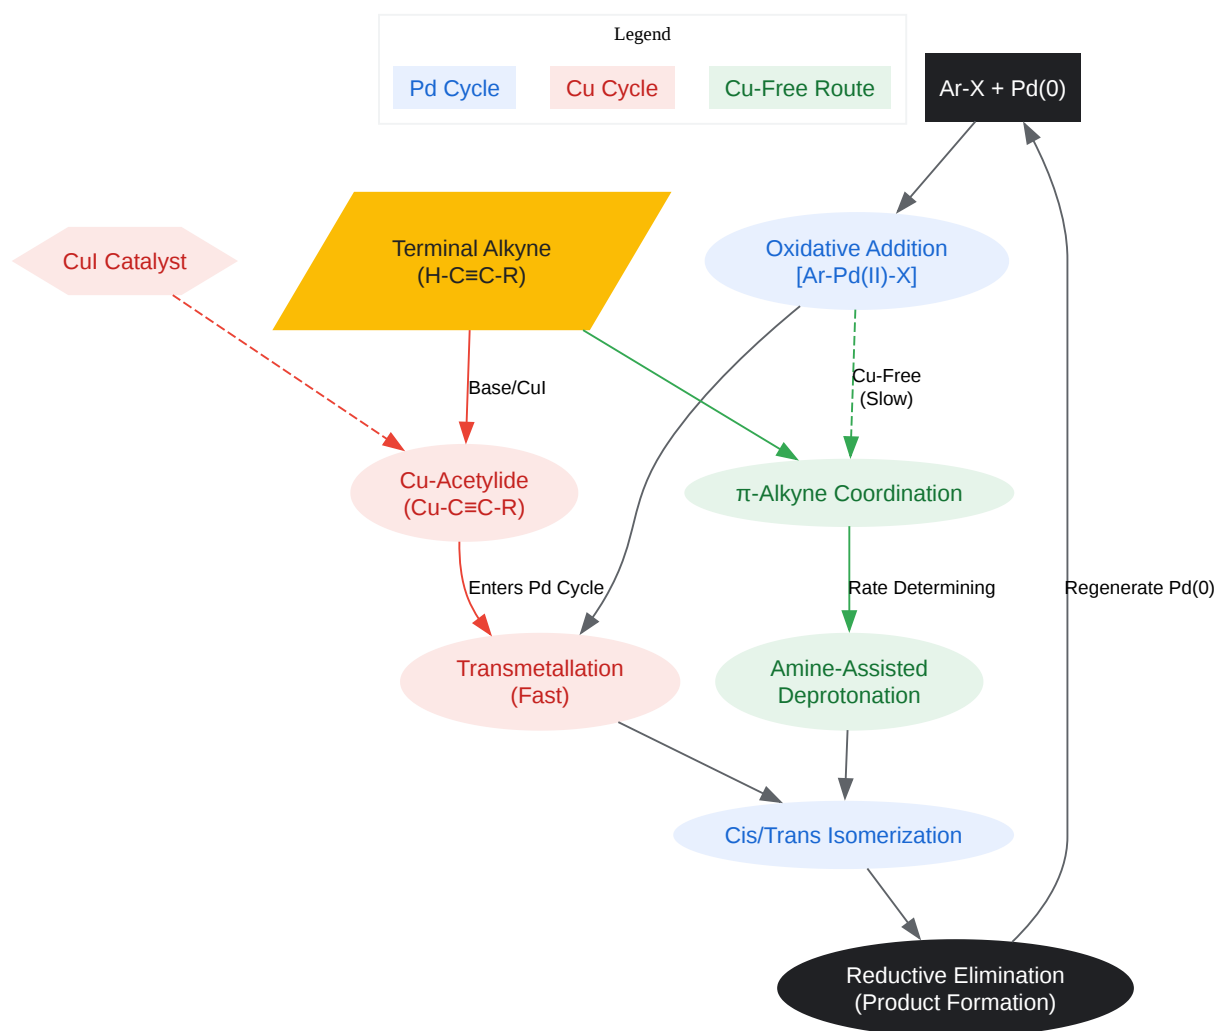 Legend
Pd Cycle
Cu Cycle
Cu-Free Route
Ar-X + Pd(0)
CuI Catalyst
Terminal Alkyne
(H-C≡C-R)
Oxidative Addition
[Ar-Pd(II)-X]
Base/CuI
Cu-Free
(Slow)
Cu-Acetylide
(Cu-C≡C-R)
π-Alkyne Coordination
Enters Pd Cycle
Rate Determining
Regenerate Pd(0)
Transmetallation
(Fast)
Amine-Assisted
Deprotonation
Cis/Trans Isomerization
Reductive Elimination
(Product Formation)